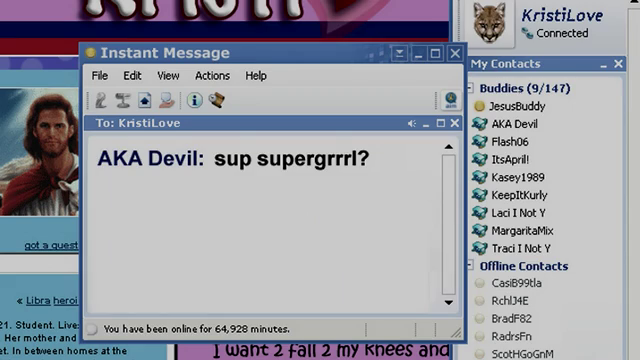 KristiLove
Connected
Instant Message
File Edit View Actions Help
To: KristiLove
AKA Devil: sup supergrrrl?
You have been online for 64,928 minutes.
My Contacts
Buddies (9/147)
JesusBuddy
AKA Devil
Flash06
ItsApril!
Kasey1989
KeepItKurly
Laci I Not Y
MargaritaMix
Traci I Not Y
Offline Contacts
CasiB99tla
RchlJ4E
BradF82
RadrsFn
ScotHGoGnM
got a quest
« Libra heroi
21. Student. Live
Her mother and
et. In between homes at the
I want 2 fall 2 my knees and